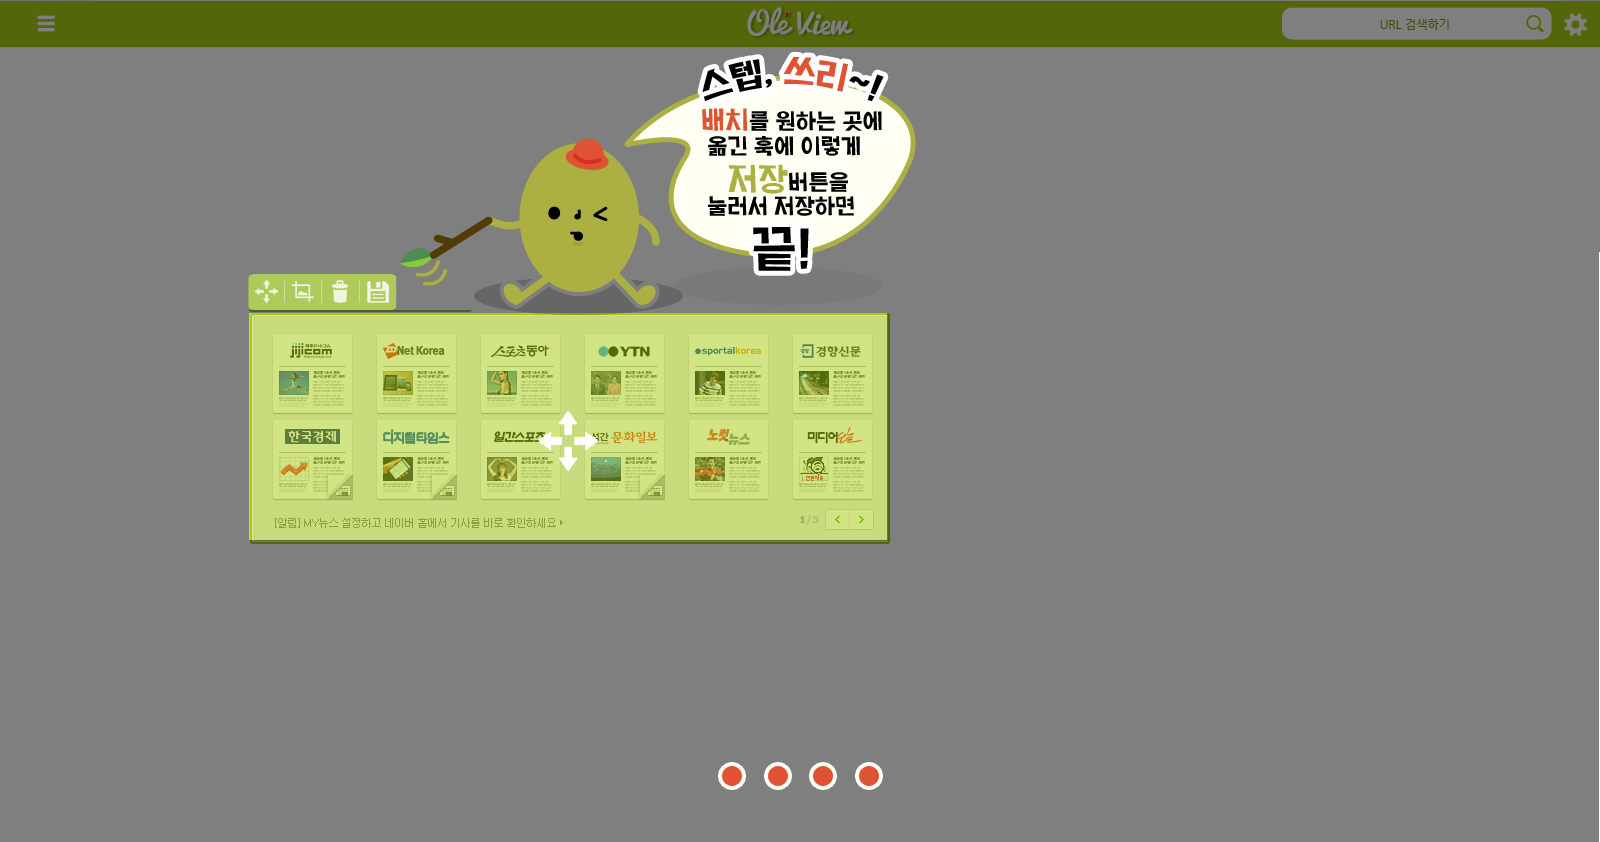 Olé View
URL 검색하기
스텝, 쓰리~!
배치를 원하는 곳에
옮긴 훅에 이렇게
저장버튼을
눌러서 저장하면
끝!
jijicom
ZDNet Korea
스포츠동아
YTN
sportalkorea
경향신문
한국경제
디지털타임스
일간스포츠
문화일보
노컷뉴스
미디어오늘
[알림] MY뉴스 설정하고 네이버 홈에서 기사를 바로 확인하세요
1/5